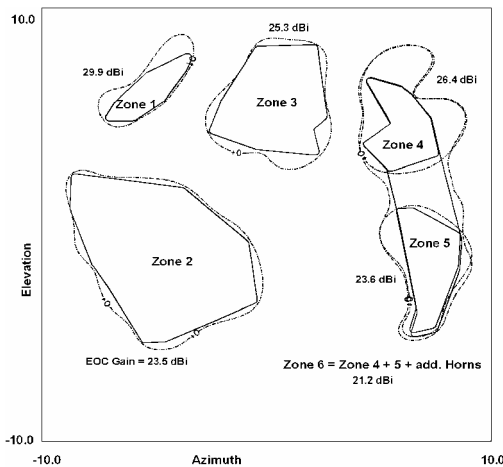 10.0
25.3 dBi
29.9 dBi
26.4 dBi
Zone 1
Zone 3
Zone 4
+0
Zone 5
Zone 2
Elevation
23.6 dBi
EOC Gain = 23.5 dBi
Zone 6 = Zone 4 + 5 + add. Horns
21.2 dBi
-10.0
-10.0
Azimuth
10.0